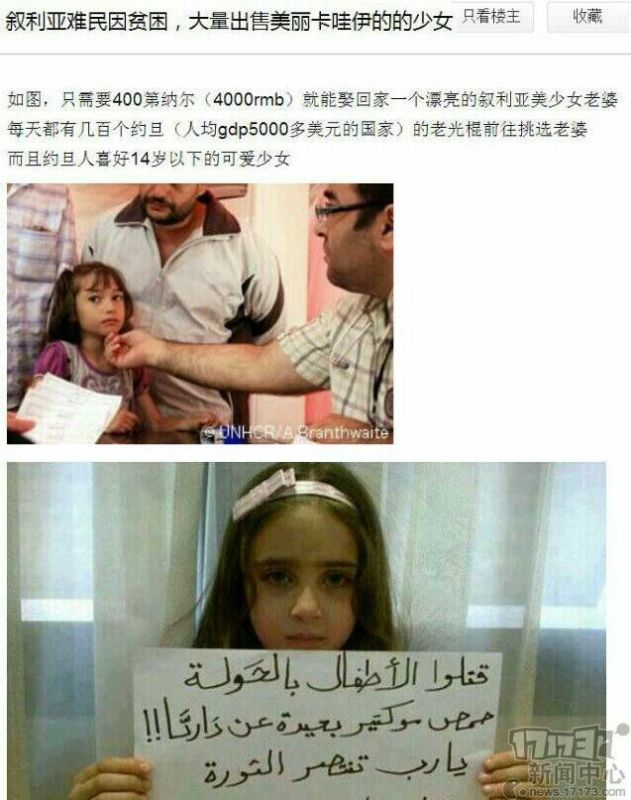 叙利亚难民因贫困，大量出售美丽卡哇伊的的少女
只看楼主
收藏
如图，只需要400第纳尔（4000rmb）就能娶回家一个漂亮的叙利亚美少女老婆
每天都有几百个约旦（人均gdp5000多美元的国家）的老光棍前往挑选老婆
而且约旦人喜好14岁以下的可爱少女
© UNHCR/A.Branthwaite
قتلوا الأطفال بالحولة
حمص موكتير بعيدة عن داريّا!!
يارب تنتصر الثورة
17173
新闻中心
news.17173.com